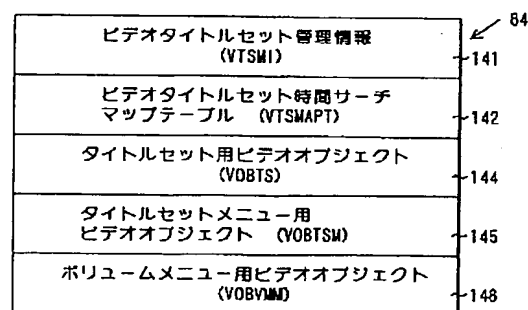 84
ビデオタイトルセット管理情報
(VTSMI)
141
ビデオタイトルセット時間サーチ
マップテーブル (VTSMAPT)
142
タイトルセット用ビデオオブジェクト
(VOBTS)
144
タイトルセットメニュー用
ビデオオブジェクト (VOBTSM)
145
ボリュームメニュー用ビデオオブジェクト
(VOBVMM)
148